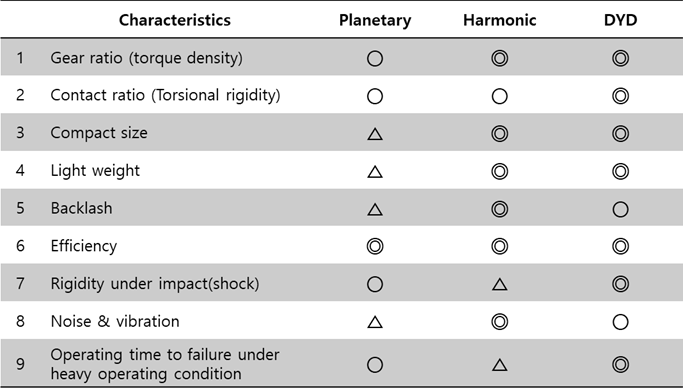 Characteristics Planetary Harmonic DYD
1 Gear ratio (torque density) ○ ◎ ◎
2 Contact ratio (Torsional rigidity) ○ ○ ◎
3 Compact size △ ◎ ◎
4 Light weight △ ◎ ◎
5 Backlash △ ◎ ○
6 Efficiency ◎ ◎ ◎
7 Rigidity under impact(shock) ○ △ ◎
8 Noise & vibration △ ◎ ○
9 Operating time to failure under
heavy operating condition ○ △ ◎